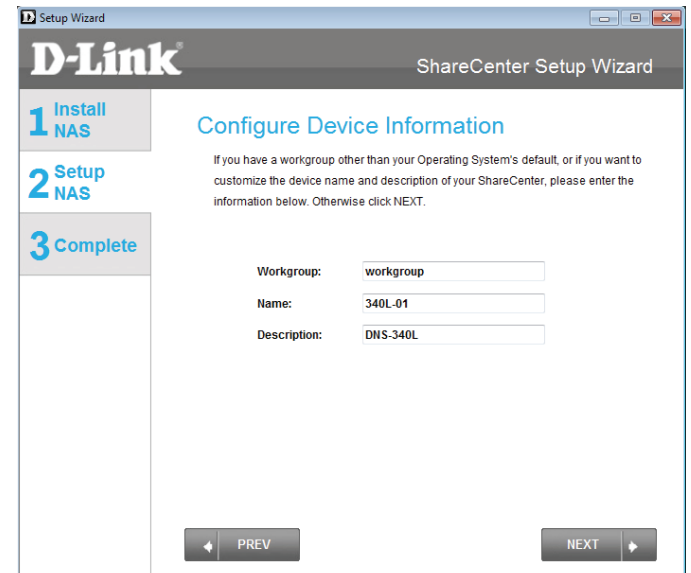 Setup Wizard
D-Link®
ShareCenter Setup Wizard
1 Install
NAS
2 Setup
NAS
3 Complete
Configure Device Information
If you have a workgroup other than your Operating System's default, or if you want to
customize the device name and description of your ShareCenter, please enter the
information below. Otherwise click NEXT.
Workgroup: workgroup
Name: 340L-01
Description: DNS-340L
PREV
NEXT